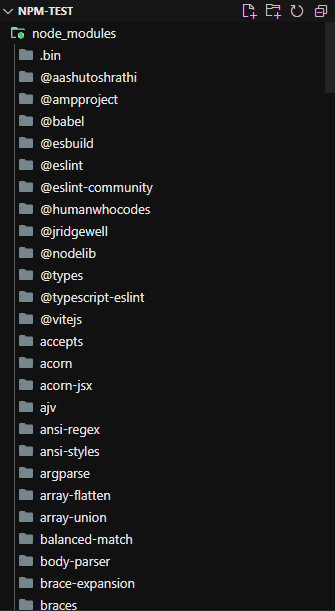 NPM-TEST
node_modules
.bin
@aashutoshrathi
@ampproject
@babel
@esbuild
@eslint
@eslint-community
@humanwhocodes
@jridgewell
@nodelib
@types
@typescript-eslint
@vitejs
accepts
acorn
acorn-jsx
ajv
ansi-regex
ansi-styles
argparse
array-flatten
array-union
balanced-match
body-parser
brace-expansion
braces